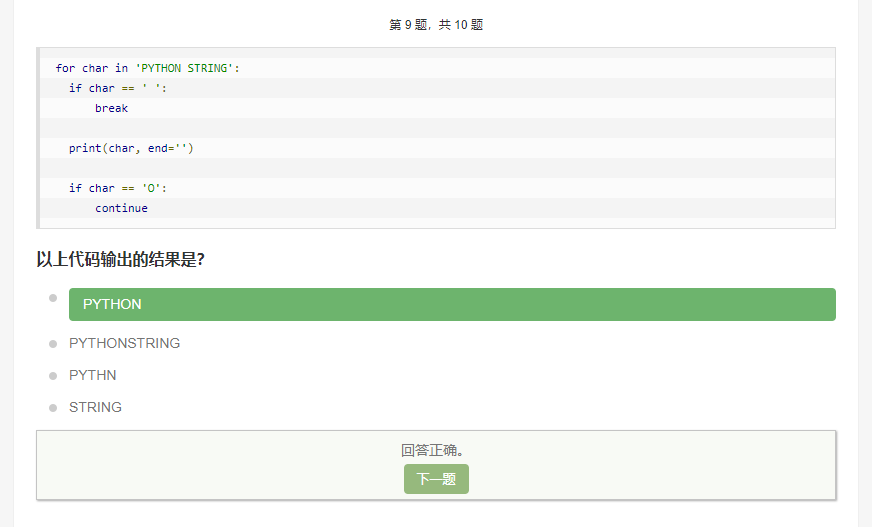 第 9 题，共 10 题
for char in 'PYTHON STRING':
  if char == ' ':
      break

  print(char, end='')

  if char == 'O':
      continue
以上代码输出的结果是?
PYTHON
PYTHONSTRING
PYTHN
STRING
回答正确。
下一题